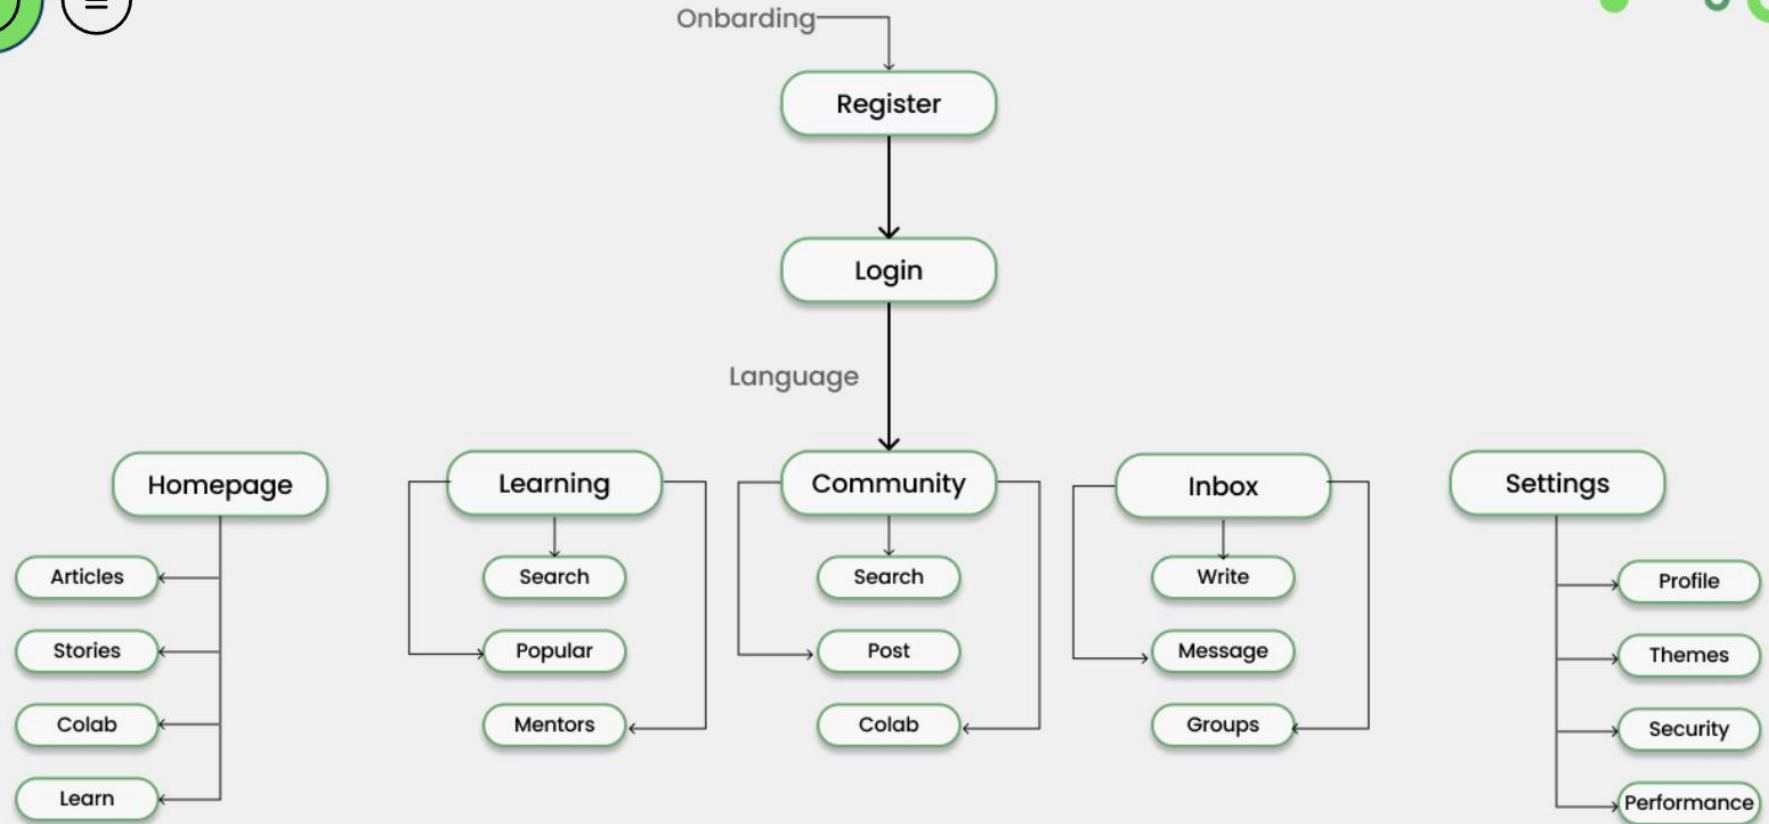 Onbarding
Register
Login
Language
Homepage
Articles
Stories
Colab
Learn
Learning
Search
Popular
Mentors
Community
Search
Post
Colab
Inbox
Write
Message
Groups
Settings
Profile
Themes
Security
Performance